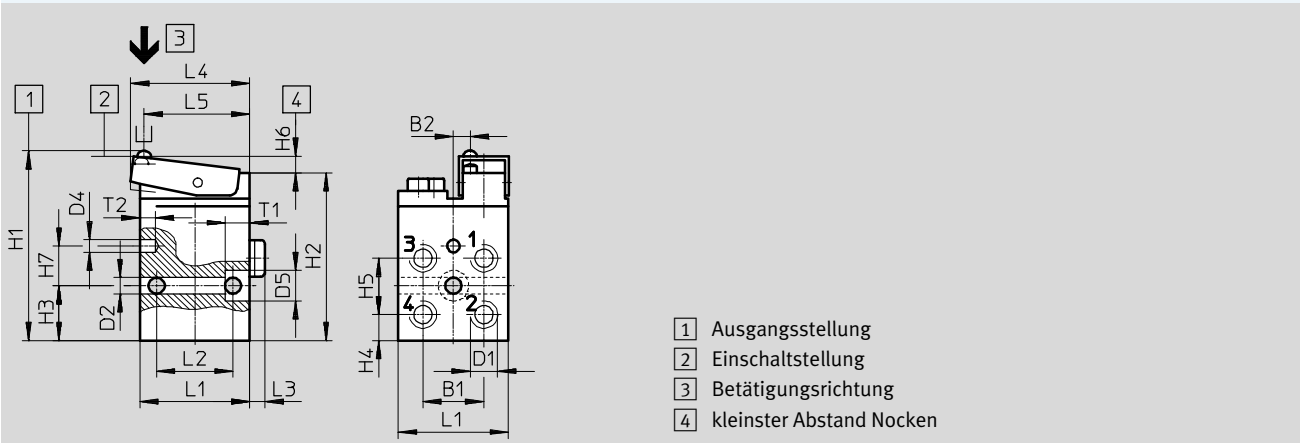 3
L4
1
2
L5
4
B2
H6
D4
T2
T1
H1
H7
H2
3
1
H5
D5
H3
D2
4
2
L2
H4
D1
L1
L3
B1
L1
1 Ausgangsstellung
2 Einschaltstellung
3 Betätigungsrichtung
4 kleinster Abstand Nocken